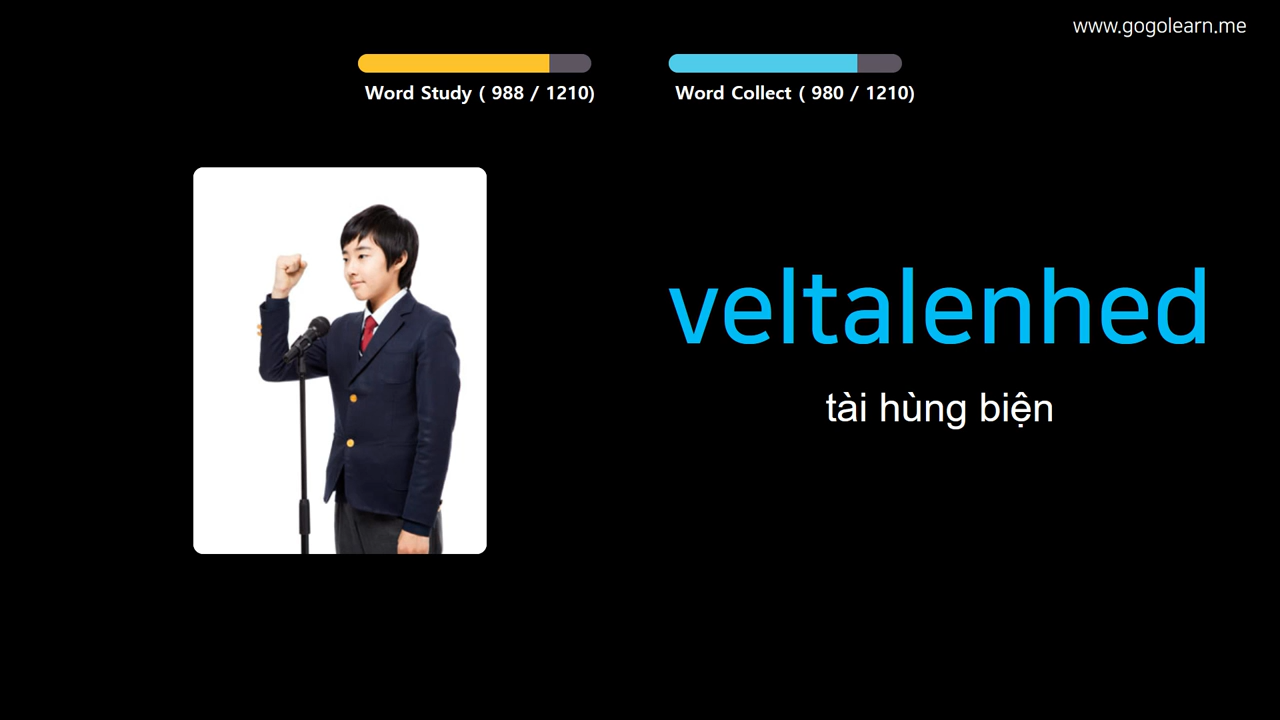 www.gogolearn.me
Word Study ( 988 / 1210)
Word Collect ( 980 / 1210)
veltalenhed
tài hùng biện